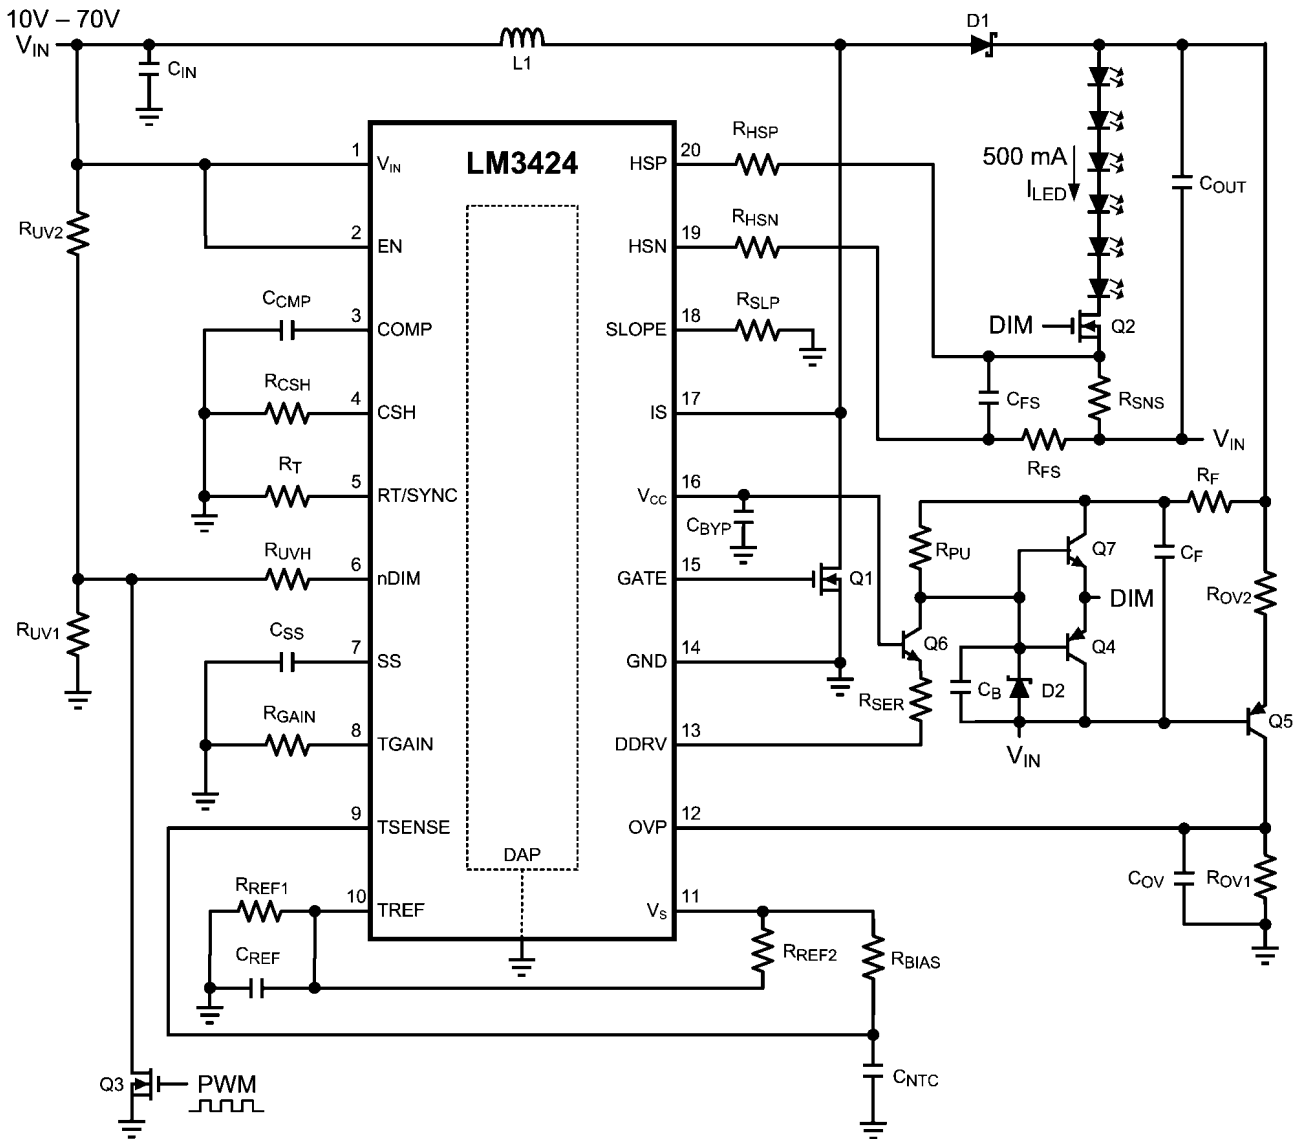 10V – 70V
VIN
CIN
L1
D1
LM3424
1
VIN
2
EN
3
COMP
4
CSH
5
RT/SYNC
6
nDIM
7
SS
8
TGAIN
9
TSENSE
10
TREF
20
HSP
19
HSN
18
SLOPE
17
IS
16
VCC
15
GATE
14
GND
13
DDRV
12
OVP
11
VS
DAP
RUV2
CCMP
RCSH
RT
RUVH
RUV1
CSS
RGAIN
RREF1
CREF
Q3
PWM
RHSP
RHSN
RSLP
500 mA
ILED
COUT
DIM
Q2
CFS
RSNS
RFS
VIN
CBYP
Q1
RPU
Q7
DIM
Q6
Q4
RSER
CB
D2
VIN
CF
RF
ROV2
Q5
COV
ROV1
RREF2
RBIAS
CNTC